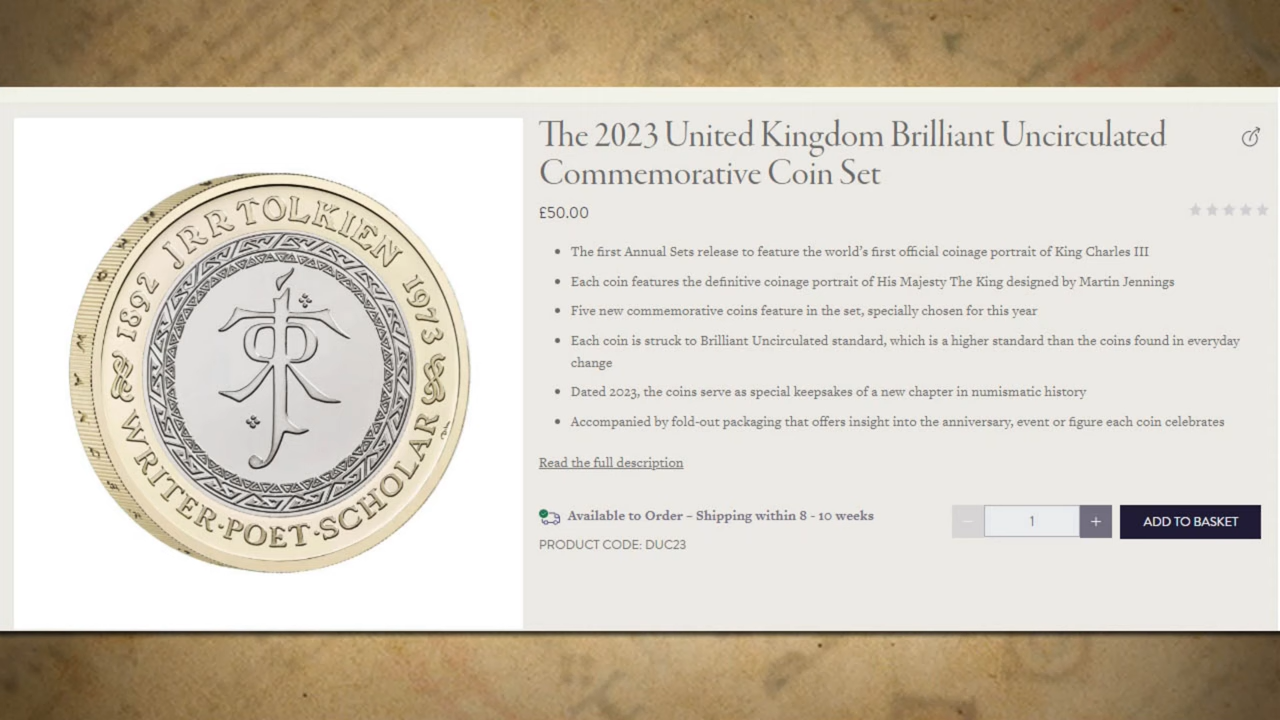 1892 JRR TOLKIEN 1973
WRITER·POET·SCHOLAR
The 2023 United Kingdom Brilliant Uncirculated
Commemorative Coin Set
£50.00
The first Annual Sets release to feature the world's first official coinage portrait of King Charles III
Each coin features the definitive coinage portrait of His Majesty The King designed by Martin Jennings
Five new commemorative coins feature in the set, specially chosen for this year
Each coin is struck to Brilliant Uncirculated standard, which is a higher standard than the coins found in everyday
change
Dated 2023, the coins serve as special keepsakes of a new chapter in numismatic history
Accompanied by fold-out packaging that offers insight into the anniversary, event or figure each coin celebrates
Read the full description
Available to Order – Shipping within 8 - 10 weeks
− 1 +
ADD TO BASKET
PRODUCT CODE: DUC23